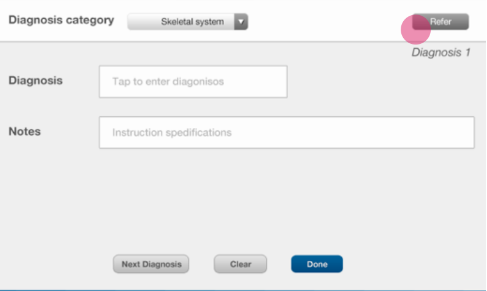 Diagnosis category Skeletal system Refer
Diagnosis 1
Diagnosis Tap to enter diagonisos
Notes Instruction spedifications
Next Diagnosis Clear Done